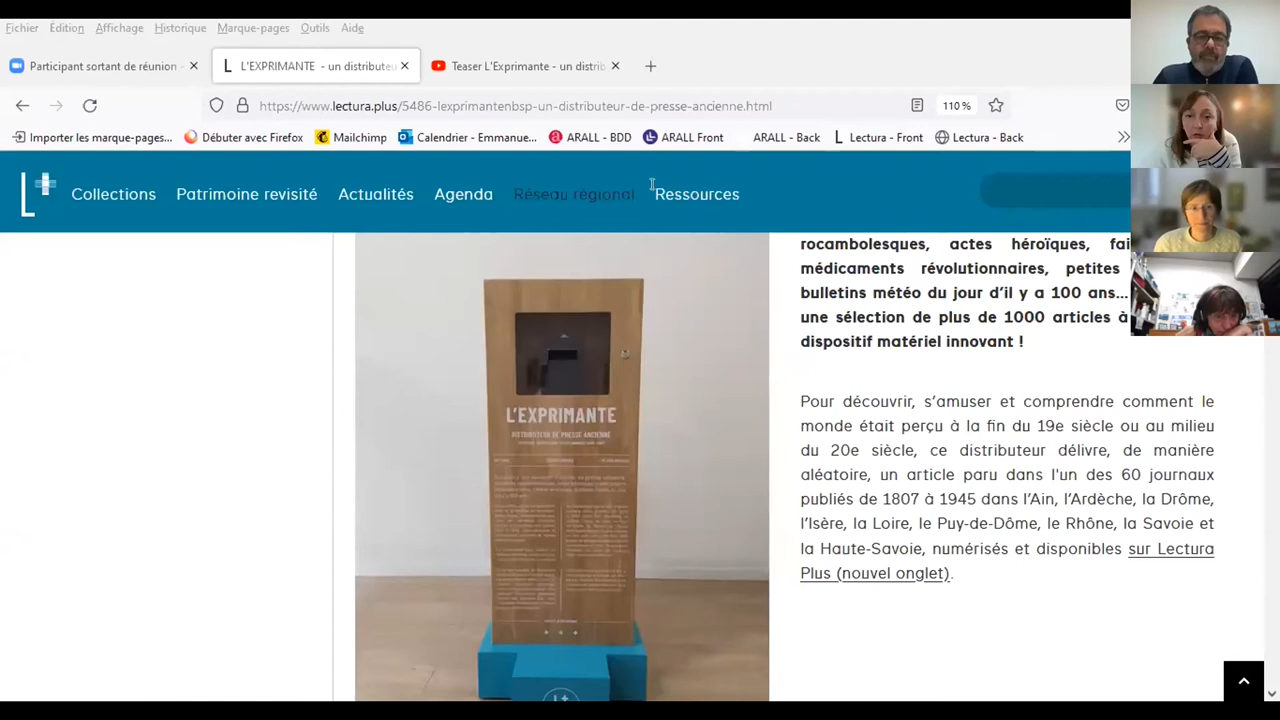 Fichier Édition Affichage Historique Marque-pages Outils Aide
Participant sortant de réunion - × L'EXPRIMANTE - un distributeu × Teaser L'Exprimante - un distrib × +
https://www.lectura.plus/5486-lexprimantenbsp-un-distributeur-de-presse-ancienne.html 110 %
Importer les marque-pages... Débuter avec Firefox Mailchimp Calendrier - Emmanue... ARALL - BDD ARALL Front ARALL - Back Lectura - Front Lectura - Back
L+ Collections Patrimoine revisité Actualités Agenda Réseau régional Ressources
rocambolesques, actes héroïques, fai
médicaments révolutionnaires, petites
bulletins météo du jour d'il y a 100 ans...
une sélection de plus de 1000 articles à
dispositif matériel innovant !
Pour découvrir, s'amuser et comprendre comment le
monde était perçu à la fin du 19e siècle ou au milieu
du 20e siècle, ce distributeur délivre, de manière
aléatoire, un article paru dans l'un des 60 journaux
publiés de 1807 à 1945 dans l'Ain, l'Ardèche, la Drôme,
l'Isère, la Loire, le Puy-de-Dôme, le Rhône, la Savoie et
la Haute-Savoie, numérisés et disponibles sur Lectura
Plus (nouvel onglet).
L'EXPRIMANTE
DISTRIBUTEUR DE PRESSE ANCIENNE